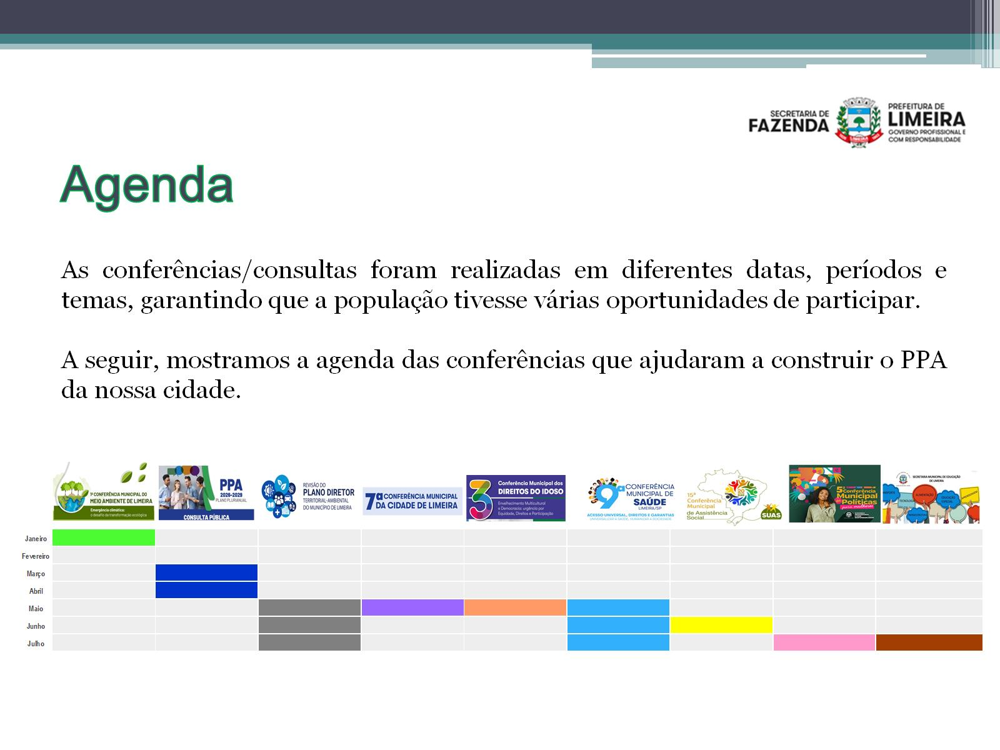 SECRETARIA DE
FAZENDA
PREFEITURA DE
LIMEIRA
GOVERNO PROFISSIONAL E
COM RESPONSABILIDADE
LIMEIRA
Agenda
As conferências/consultas foram realizadas em diferentes datas, períodos e
temas, garantindo que a população tivesse várias oportunidades de participar.
A seguir, mostramos a agenda das conferências que ajudaram a construir o PPA
da nossa cidade.
1ª CONFERÊNCIA MUNICIPAL DO
MEIO AMBIENTE DE LIMEIRA
Emergência climática:
o desafio da transformação ecológica
PPA
2026-2029
PLANO PLURIANUAL
CONSULTA PÚBLICA
REVISÃO DO
PLANO DIRETOR
TERRITORIAL-AMBIENTAL
DO MUNICÍPIO DE LIMEIRA
7ª CONFERÊNCIA MUNICIPAL
DA CIDADE DE LIMEIRA
3
Conferência Municipal dos
DIREITOS DO IDOSO
Envelhecimento Multicultural
e Democracia: urgência por
Equidade, Direitos e Participação
9ª CONFERÊNCIA
MUNICIPAL DE
SAÚDE
LIMEIRA/SP
ACESSO UNIVERSAL, DIREITOS E GARANTIAS
UNIVERSALIZAR A SAÚDE, HUMANIZAR A SOCIEDADE
15ª
Conferência
Municipal
de Assistência
Social
20
SUAS
5ª
Conferência
Municipal
de Políticas
para mulheres
SECRETARIA MUNICIPAL DE EDUCAÇÃO
DE LIMEIRA
TECNOLOGIA
ALIMENTAÇÃO
EDUCAÇÃO
ESPECIAL
APRENDIZAGEM
INFRAESTRUTURA
Janeiro
Fevereiro
Março
Abril
Maio
Junho
Julho